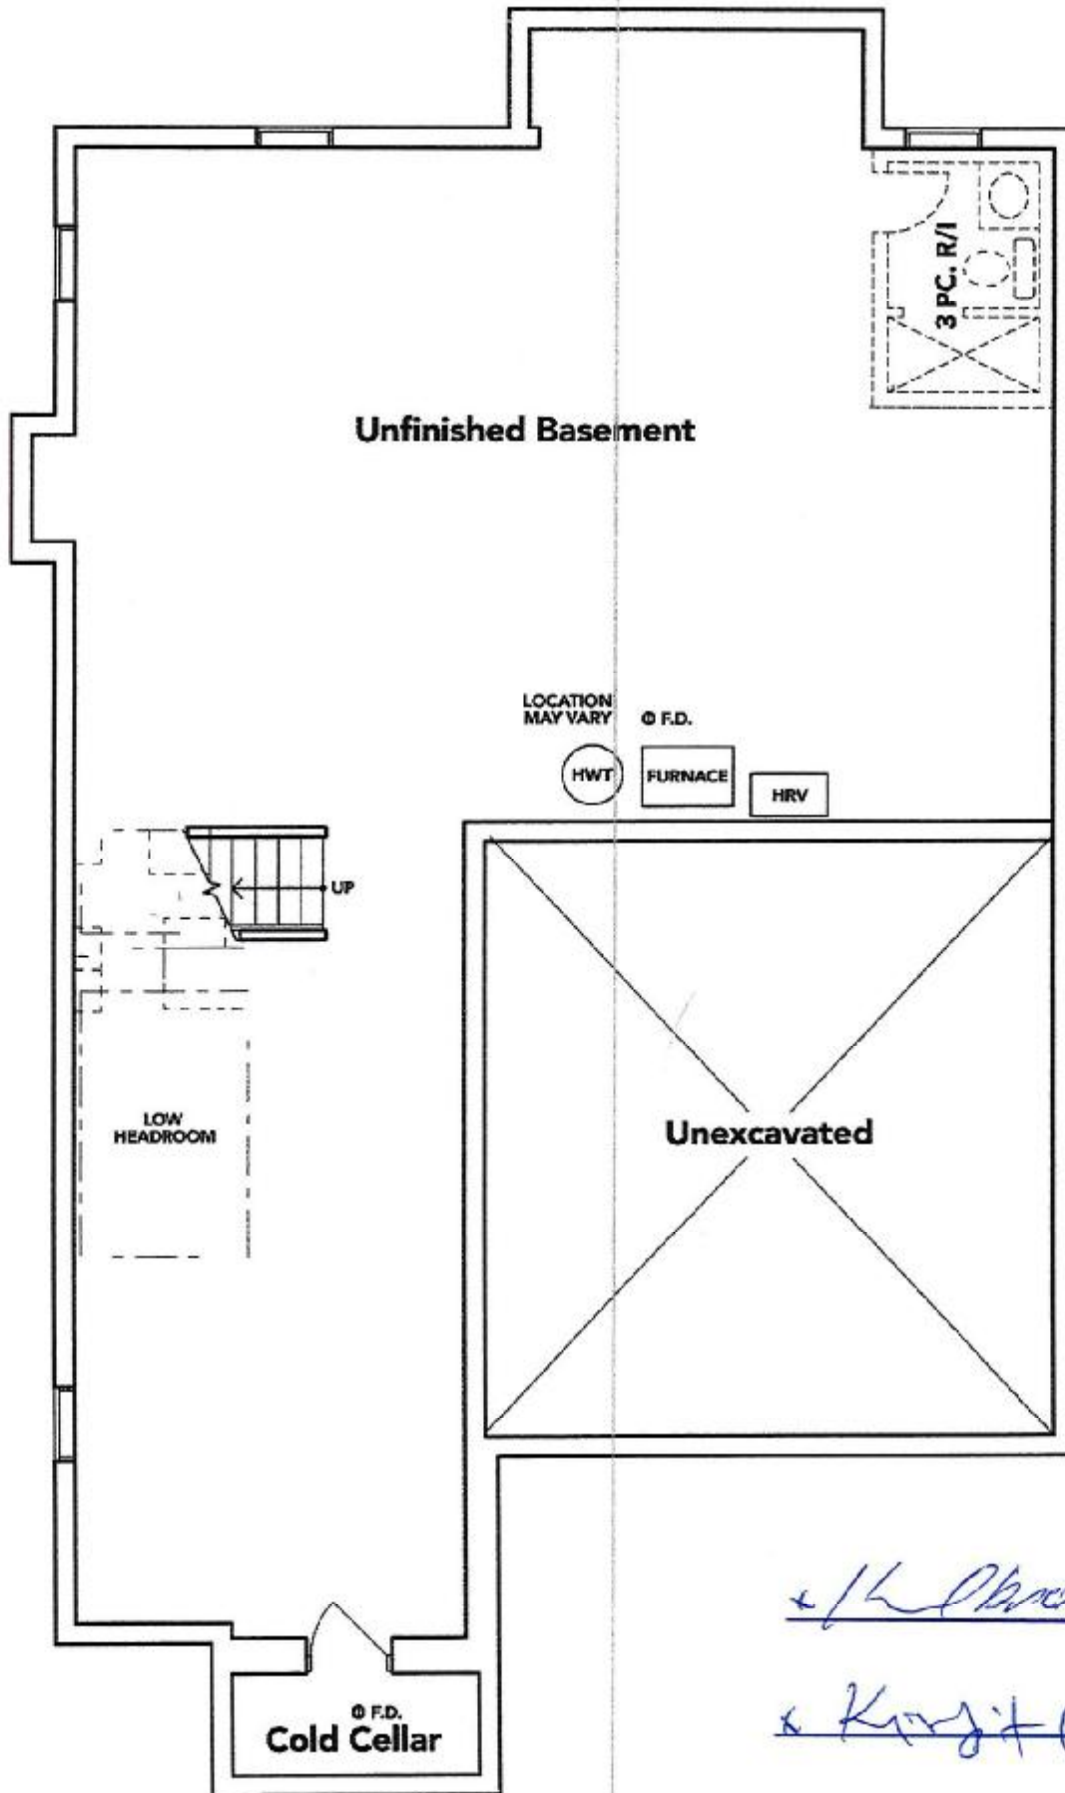 3 PC. R/I
Unfinished Basement
LOCATION
MAY VARY
Φ F.D.
HWT
FURNACE
HRV
UP
LOW
HEADROOM
Unexcavated
Φ F.D.
Cold Cellar